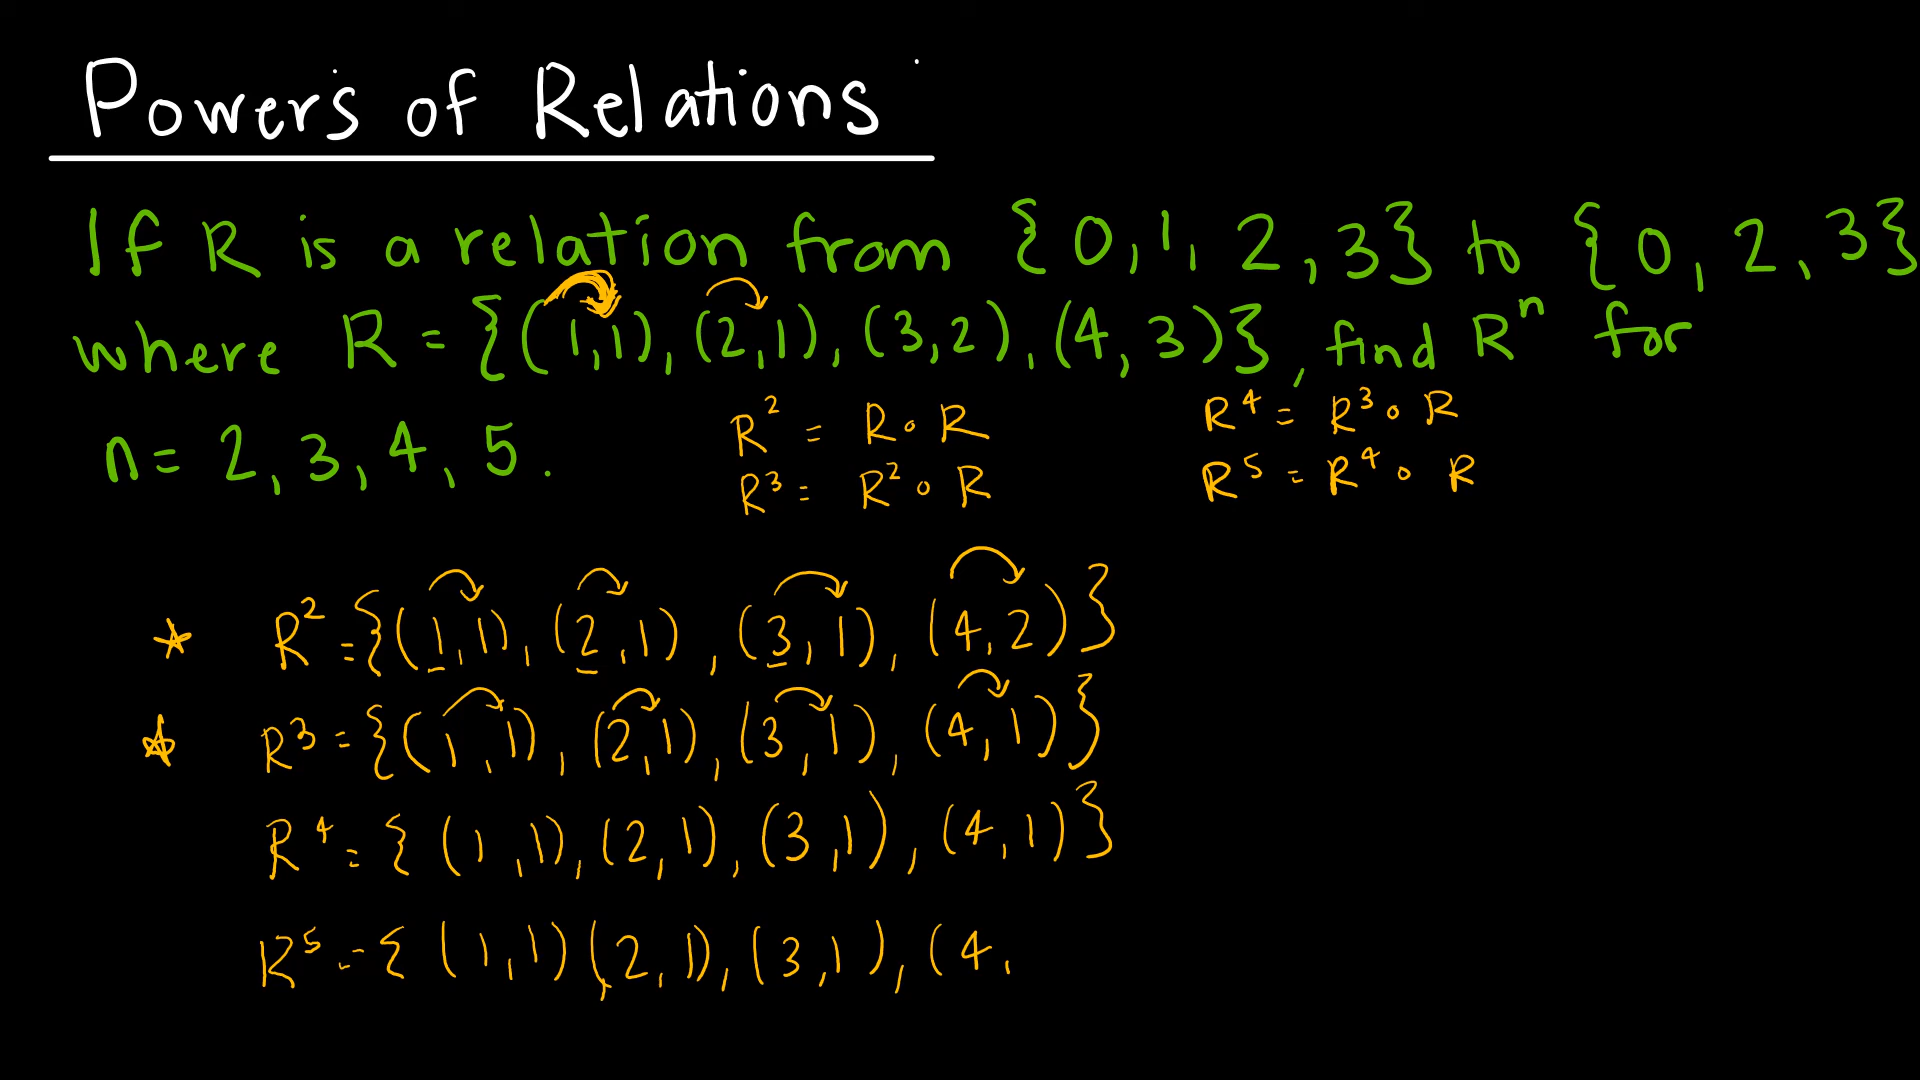 Powers of Relations
If R is a relation from {0, 1, 2, 3} to {0, 2, 3}
where R = {(1,1), (2,1), (3,2), (4,3)}, find Rⁿ for
n = 2, 3, 4, 5.
R² = R∘R
R³ = R²∘R
R⁴ = R³∘R
R⁵ = R⁴∘R
R² = {(1,1), (2,1), (3,1), (4,2)}
R³ = {(1,1), (2,1), (3,1), (4,1)}
R⁴ = {(1,1), (2,1), (3,1), (4,1)}
R⁵ = {(1,1)(2,1), (3,1), (4,